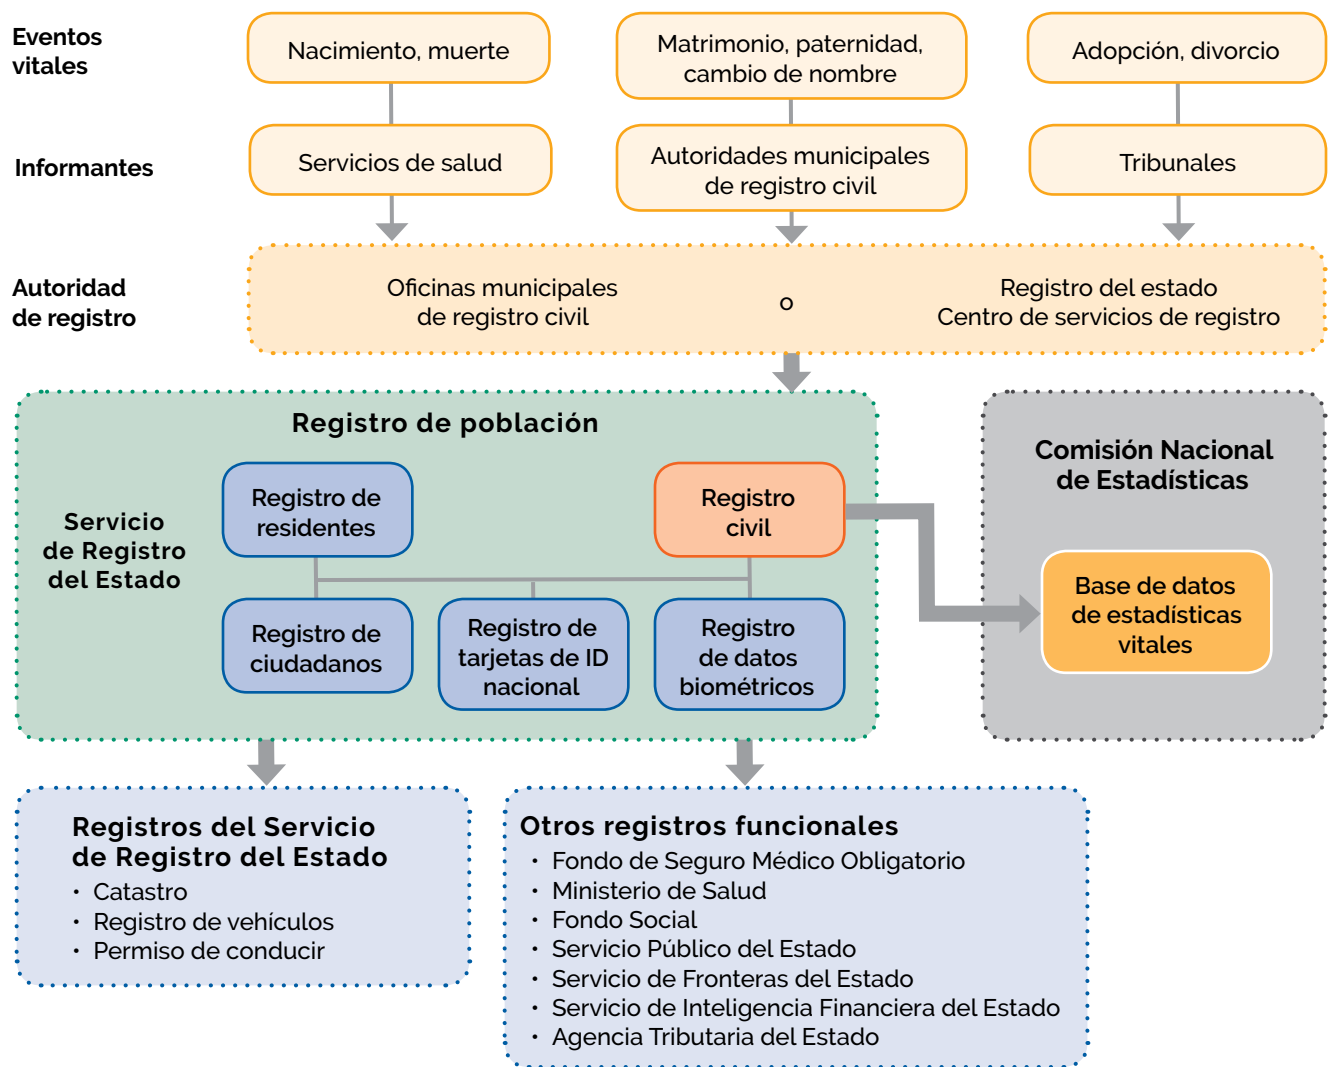 Eventos
vitales
Nacimiento, muerte
Matrimonio, paternidad,
cambio de nombre
Adopción, divorcio
Informantes
Servicios de salud
Autoridades municipales
de registro civil
Tribunales
Autoridad
de registro
Oficinas municipales
de registro civil
o
Registro del estado
Centro de servicios de registro
Registro de población
Servicio
de Registro
del Estado
Registro de
residentes
Registro
civil
Registro de
ciudadanos
Registro de
tarjetas de ID
nacional
Registro
de datos
biométricos
Comisión Nacional
de Estadísticas
Base de datos
de estadísticas
vitales
Registros del Servicio
de Registro del Estado
• Catastro
• Registro de vehículos
• Permiso de conducir
Otros registros funcionales
• Fondo de Seguro Médico Obligatorio
• Ministerio de Salud
• Fondo Social
• Servicio Público del Estado
• Servicio de Fronteras del Estado
• Servicio de Inteligencia Financiera del Estado
• Agencia Tributaria del Estado